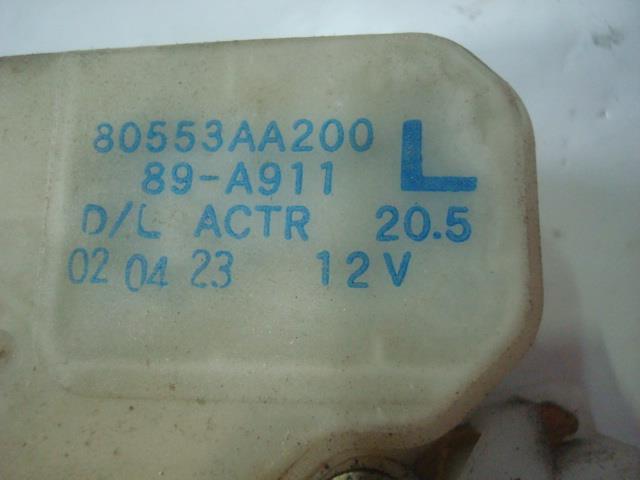 80553AA200 L
89-A911
D/L ACTR 20.5
02 04 23 12V